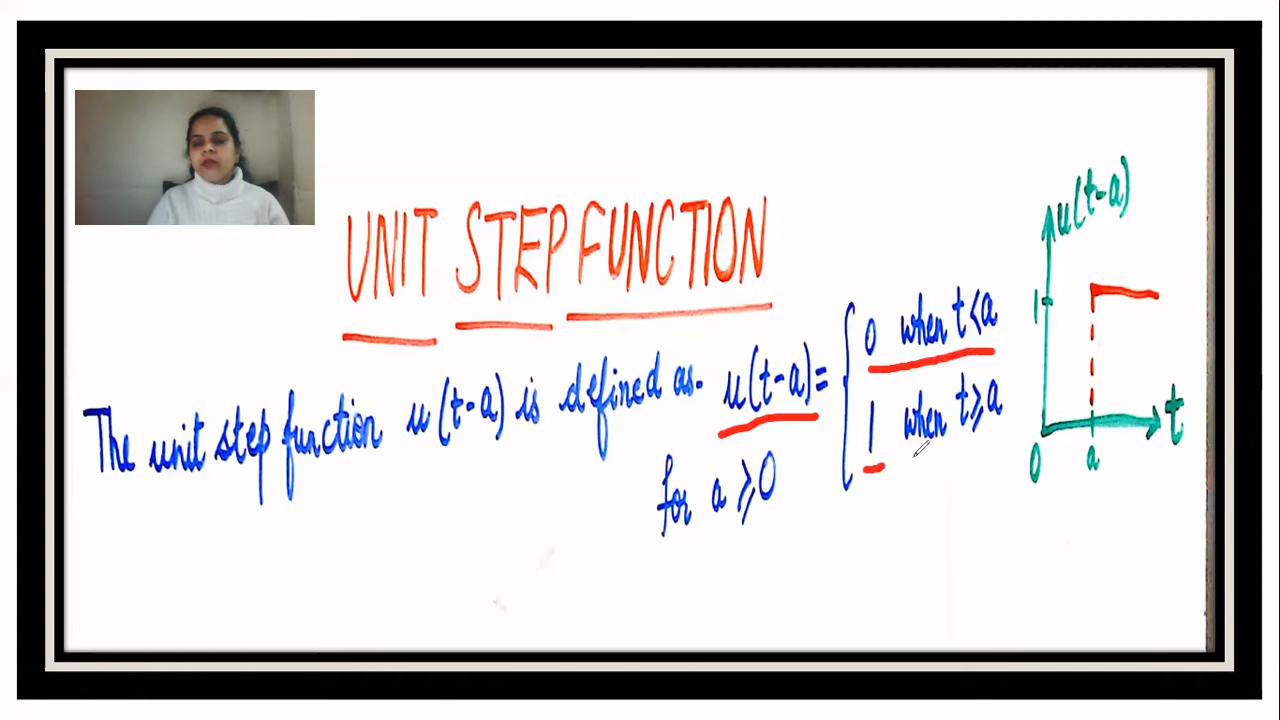 UNIT STEP FUNCTION
The unit step function u(t-a) is defined as- u(t-a)= { 0 when t<a
1 when t⩾a
for a ⩾0
u(t-a)
1
0 a t